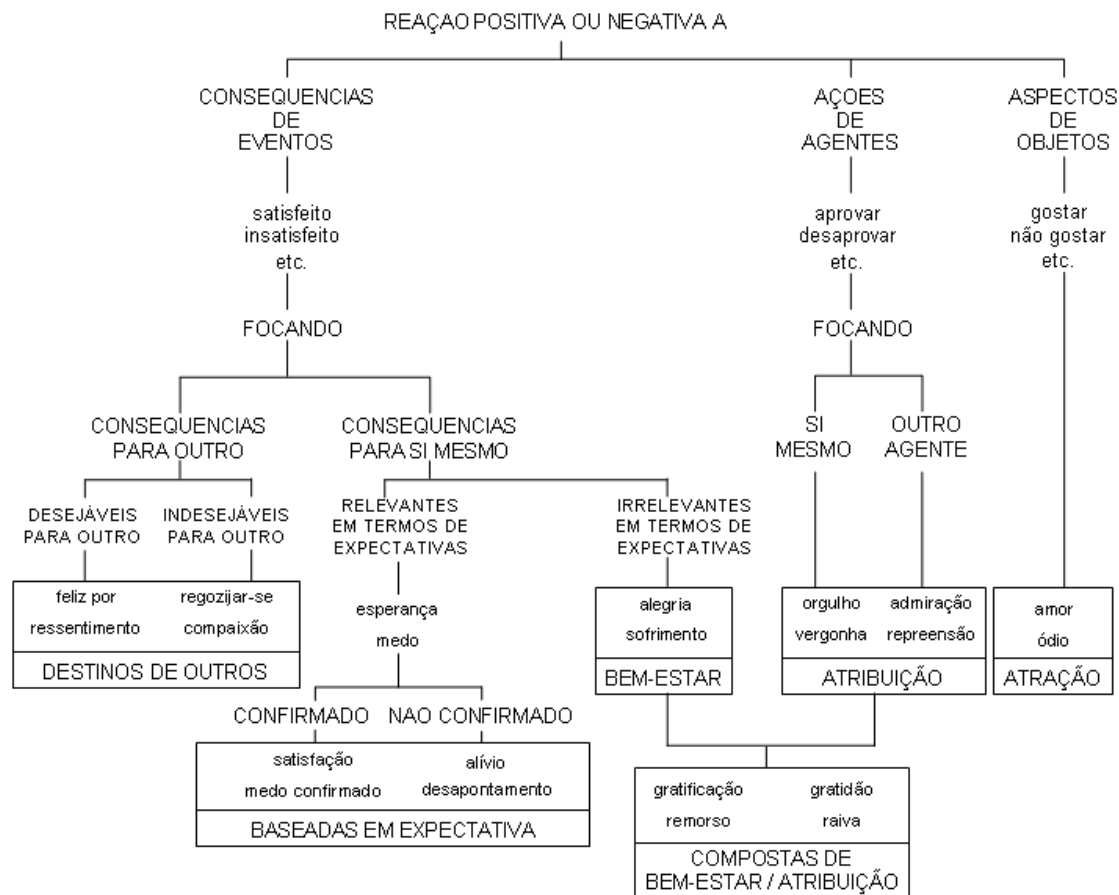 REAÇAO POSITIVA OU NEGATIVA A
CONSEQUENCIAS
DE
EVENTOS
AÇOES
DE
AGENTES
ASPECTOS
DE
OBJETOS
satisfeito
insatisfeito
etc.
aprovar
desaprovar
etc.
gostar
não gostar
etc.
FOCANDO
FOCANDO
CONSEQUENCIAS
PARA OUTRO
CONSEQUENCIAS
PARA SI MESMO
SI
MESMO
OUTRO
AGENTE
DESEJÁVEIS
PARA OUTRO
INDESEJÁVEIS
PARA OUTRO
RELEVANTES
EM TERMOS DE
EXPECTATIVAS
IRRELEVANTES
EM TERMOS DE
EXPECTATIVAS
feliz por
ressentimento
regozijar-se
compaixão
DESTINOS DE OUTROS
esperança
medo
alegria
sofrimento
BEM-ESTAR
orgulho
vergonha
admiração
repreensão
ATRIBUIÇÃO
amor
ódio
ATRAÇÃO
CONFIRMADO
NAO CONFIRMADO
satisfação
medo confirmado
alívio
desapontamento
BASEADAS EM EXPECTATIVA
gratificação
remorso
gratidão
raiva
COMPOSTAS DE
BEM-ESTAR / ATRIBUIÇÃO